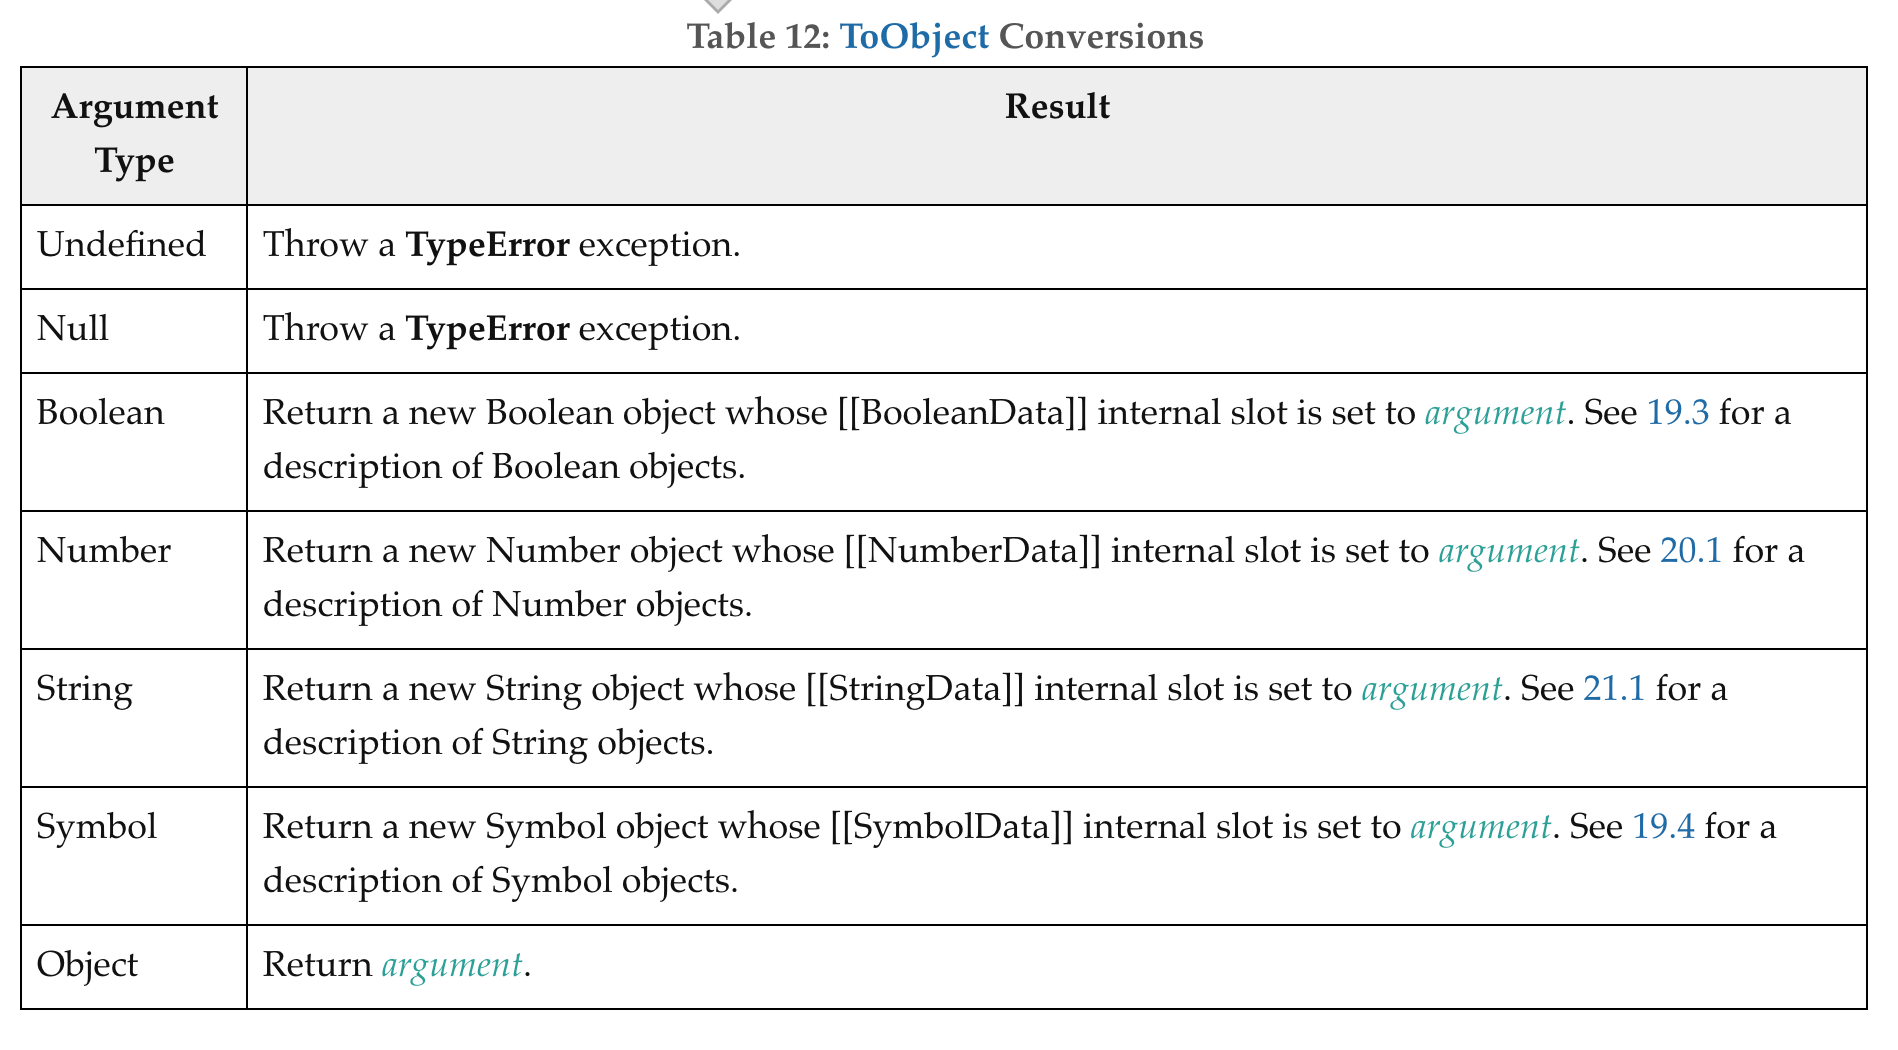 Table 12: ToObject Conversions
Argument
Type
Result
Undefined
Throw a TypeError exception.
Null
Throw a TypeError exception.
Boolean
Return a new Boolean object whose [[BooleanData]] internal slot is set to argument. See 19.3 for a
description of Boolean objects.
Number
Return a new Number object whose [[NumberData]] internal slot is set to argument. See 20.1 for a
description of Number objects.
String
Return a new String object whose [[StringData]] internal slot is set to argument. See 21.1 for a
description of String objects.
Symbol
Return a new Symbol object whose [[SymbolData]] internal slot is set to argument. See 19.4 for a
description of Symbol objects.
Object
Return argument.